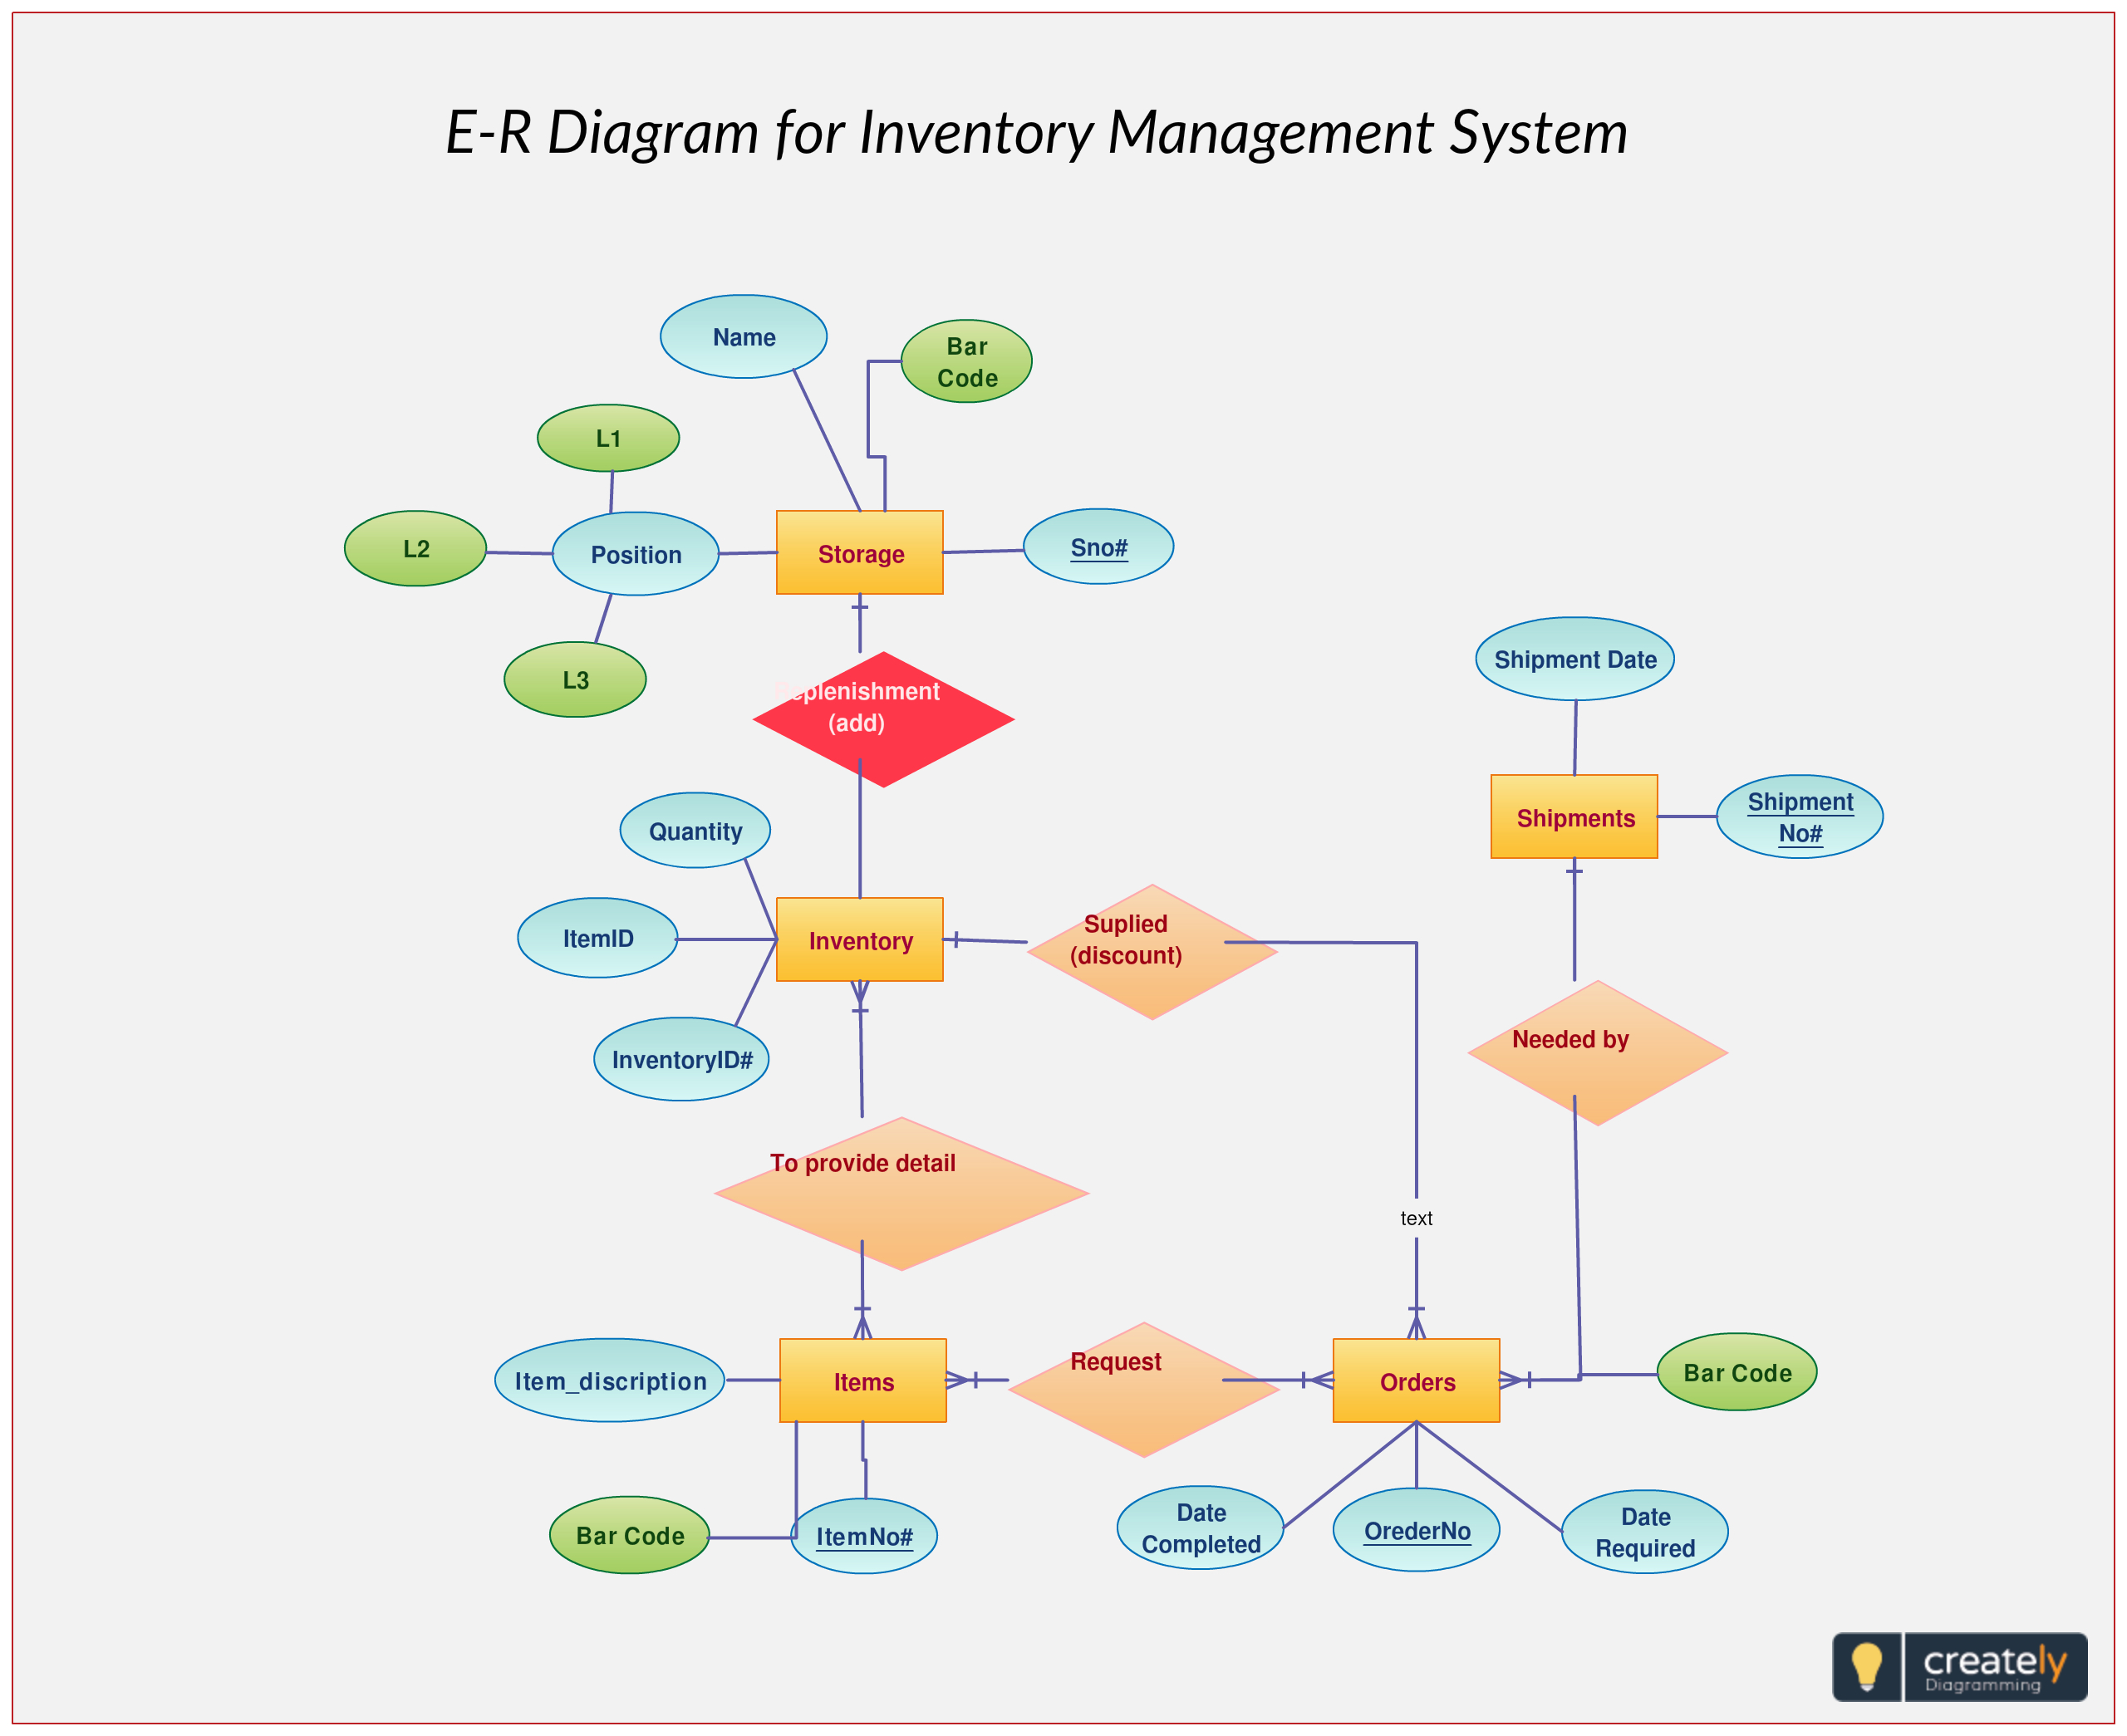 E-R Diagram for Inventory Management System
Name
Bar
Code
L1
L2
Position
Storage
Sno#
L3
Shipment Date
Replenishment
(add)
Quantity
Shipments
Shipment
No#
ItemID
Inventory
Suplied
(discount)
InventoryID#
Needed by
To provide detail
text
Item_discription
Items
Request
Orders
Bar Code
Bar Code
ItemNo#
Date
Completed
OrederNo
Date
Required
creately
Diagramming